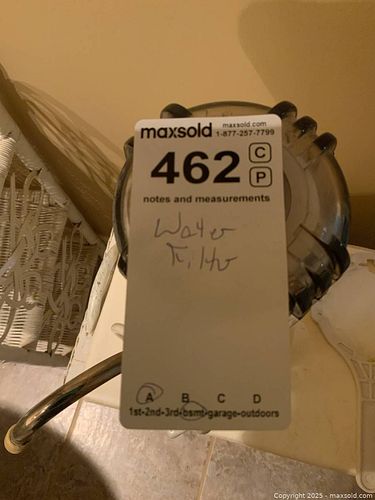 maxsold maxsold.com
1-877-257-7799
462 C
P
notes and measurements
Water
Filter
A B C D
1st-2nd-3rd-bsmt-garage-outdoors
Copyright 2025 - maxsold.com